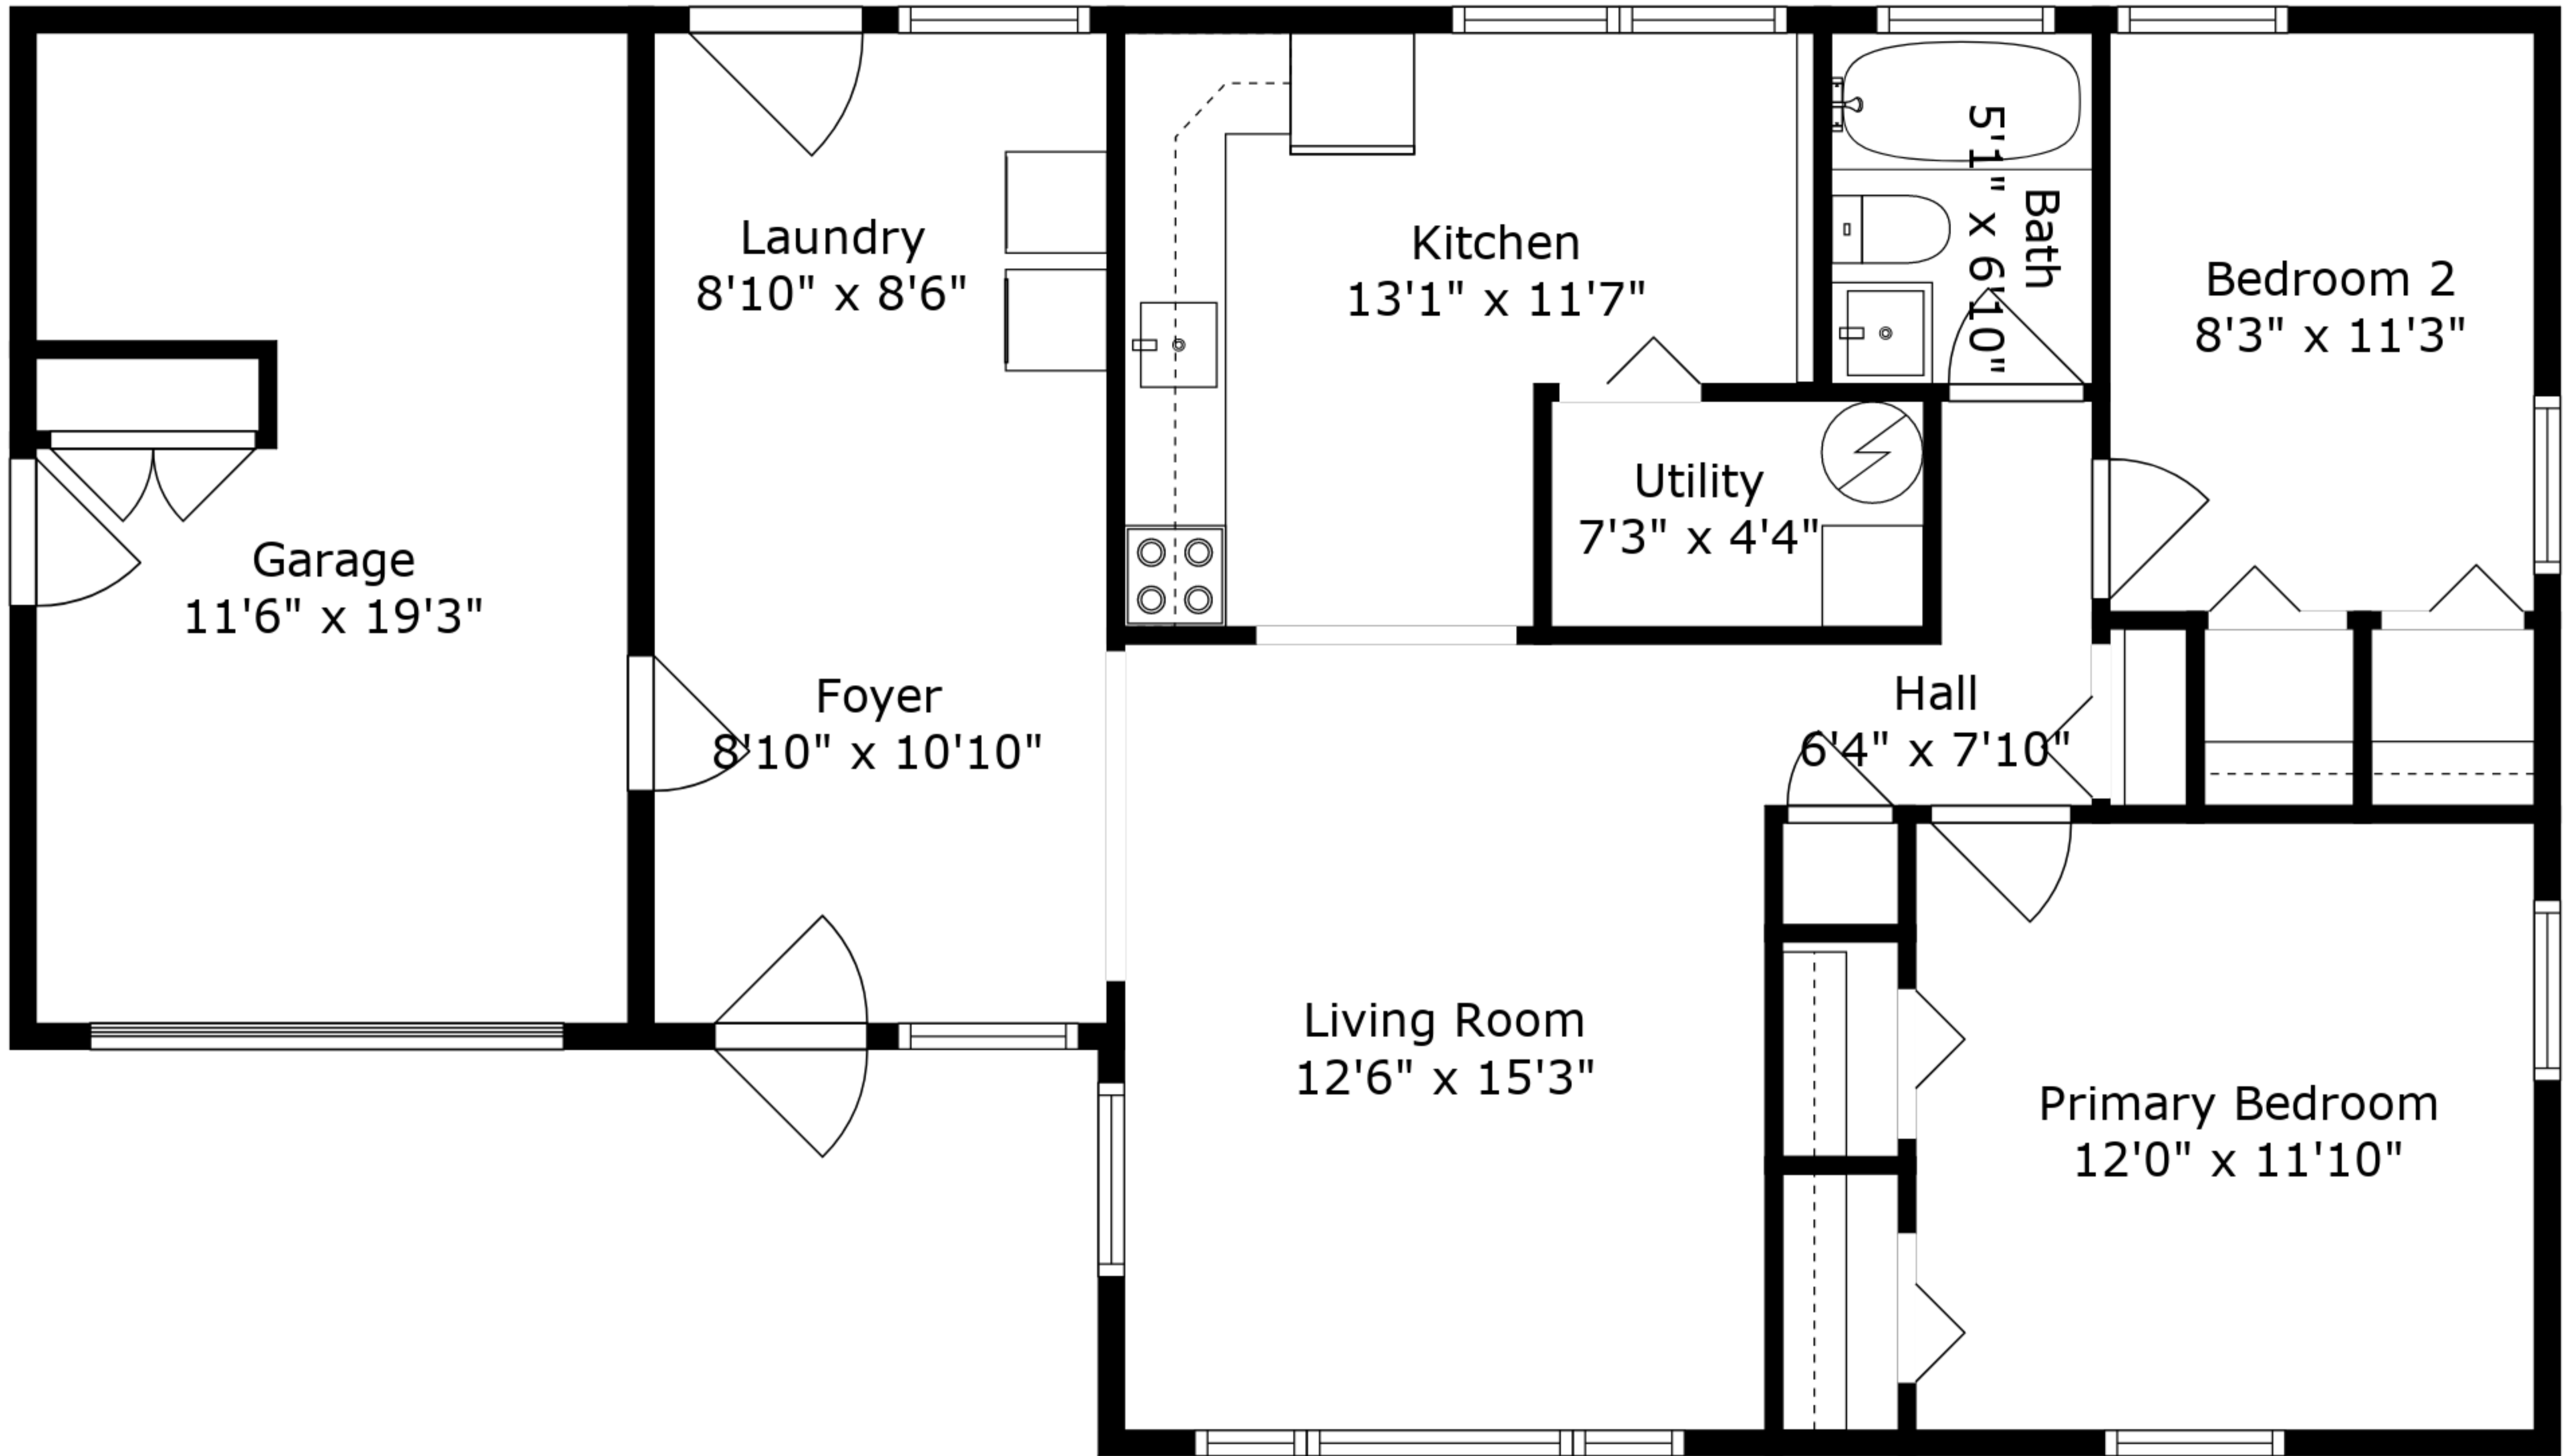 Laundry
8'10" x 8'6"
Kitchen
13'1" x 11'7"
Bath
5'1" x 6'10"
Bedroom 2
8'3" x 11'3"
Garage
11'6" x 19'3"
Utility
7'3" x 4'4"
Foyer
8'10" x 10'10"
Hall
6'4" x 7'10"
Living Room
12'6" x 15'3"
Primary Bedroom
12'0" x 11'10"